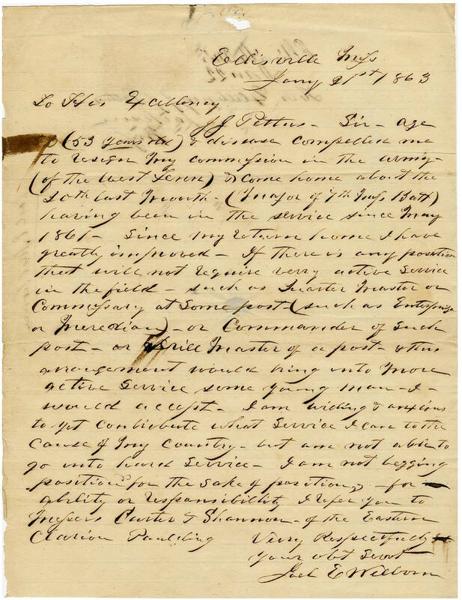 Ellisville Miss
Jany 21st 1863
To His Excellency
J J Pettus - Sir - age
(53 years old) & disease compelled me
to resign my commission in the army -
(of the West Tenn) & come home about the
20th last month - (Major of 7th Miss Batt)
having been in the service since May
1861 - Since my return home I have
greatly improved - If there is any position
that will not require very active service
in the field - such as Quarter Master or
Commissary at some post (such as Enterprise
or Meredian) - or Commander of such
post - or Drill Master of a post & this
arrangement would bring into more
active service some young man - I
would accept - I am willing & anxious
to yet contribute what service I can to the
cause of my country - but am not able to
go into hard service - I am not begging
position for the sake of position - for
ability or responsibility I refer you to
Messrs Carter & Shannon - of the Eastern
Clarion Paulding Very Respectfully
your obt Servt
Joel E Welborn